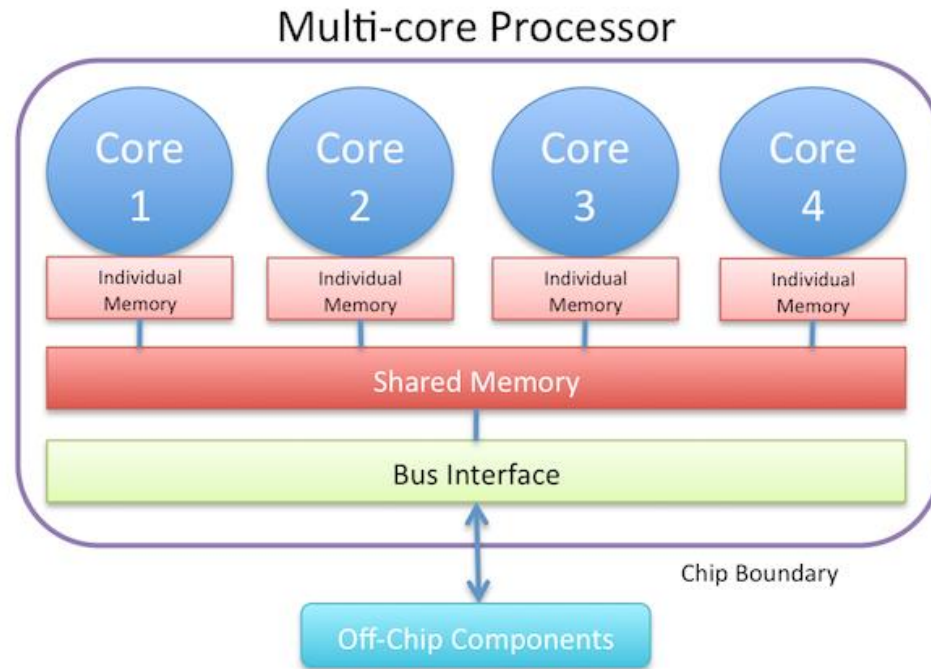 Multi-core Processor
Core
1
Core
2
Core
3
Core
4
Individual
Memory
Individual
Memory
Individual
Memory
Individual
Memory
Shared Memory
Bus Interface
Chip Boundary
Off-Chip Components